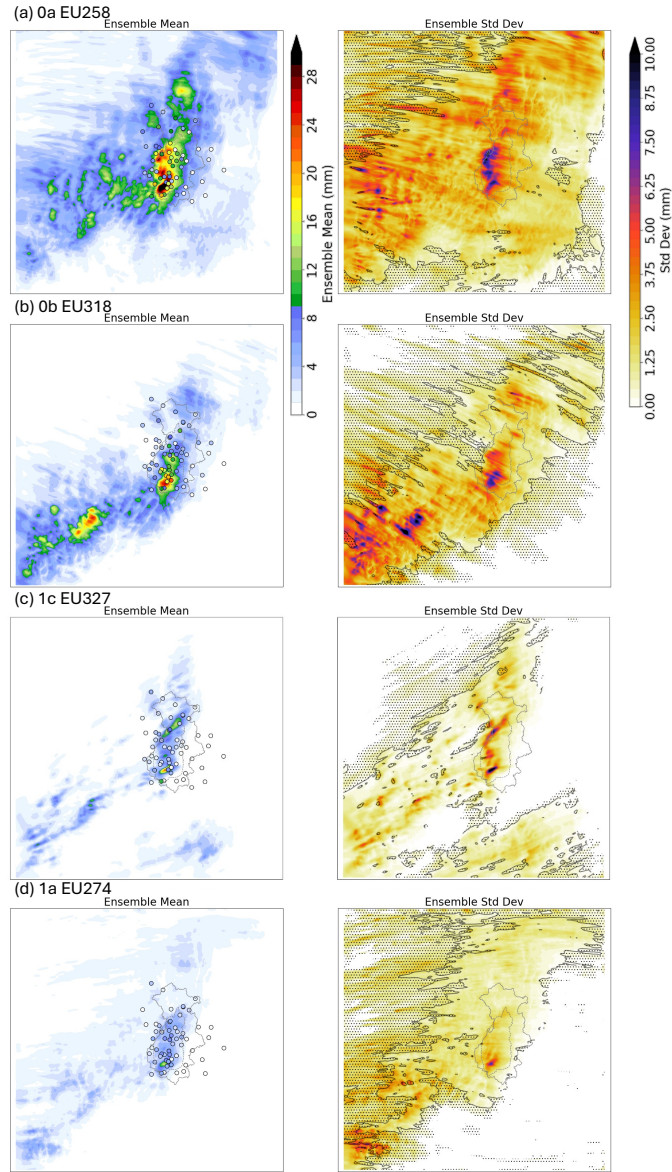 (a) 0a EU258
Ensemble Mean
Ensemble Std Dev
28
24
20
16
12
8
4
0
Ensemble Mean (mm)
10.00
8.75
7.50
6.25
5.00
3.75
2.50
1.25
0.00
Std Dev (mm)
(b) 0b EU318
Ensemble Mean
Ensemble Std Dev
(c) 1c EU327
Ensemble Mean
Ensemble Std Dev
(d) 1a EU274
Ensemble Mean
Ensemble Std Dev